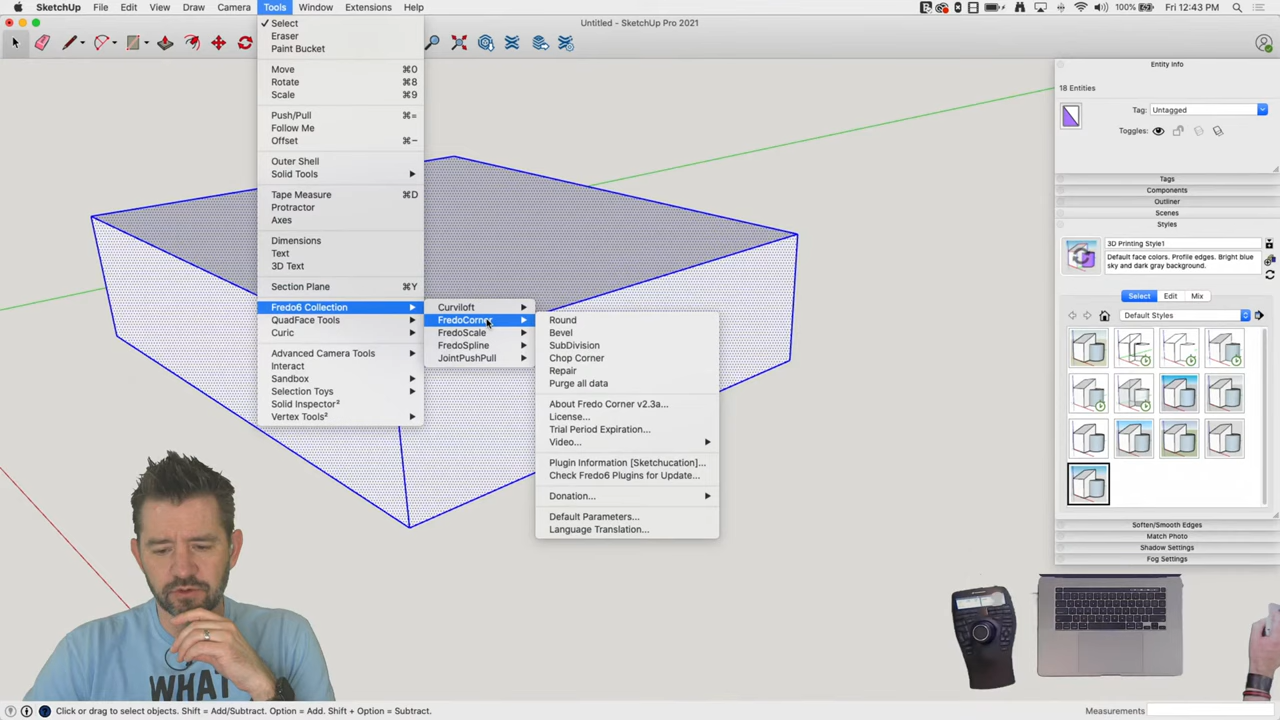 SketchUp File Edit View Draw Camera Tools Window Extensions Help
100% Fri 12:43 PM
Untitled - SketchUp Pro 2021
✓ Select
Eraser
Paint Bucket
Move ⌘0
Rotate ⌘8
Scale ⌘9
Push/Pull ⌘=
Follow Me
Offset ⌘−
Outer Shell
Solid Tools
Tape Measure ⌘D
Protractor
Axes
Dimensions
Text
3D Text
Section Plane ⌘Y
Fredo6 Collection
QuadFace Tools
Curic
Advanced Camera Tools
Interact
Sandbox
Selection Toys
Solid Inspector²
Vertex Tools²
Curviloft
FredoCorner
FredoScale
FredoSpline
JointPushPull
Round
Bevel
SubDivision
Chop Corner
Repair
Purge all data
About Fredo Corner v2.3a...
License...
Trial Period Expiration...
Video...
Plugin Information [Sketchucation]...
Check Fredo6 Plugins for Update...
Donation...
Default Parameters...
Language Translation...
Entity Info
18 Entities
Tag: Untagged
Toggles:
Tags
Components
Outliner
Scenes
Styles
3D Printing Style1
Default face colors. Profile edges. Bright blue
sky and dark gray background.
Select Edit Mix
Default Styles
Soften/Smooth Edges
Match Photo
Shadow Settings
Fog Settings
WHAT
Click or drag to select objects. Shift = Add/Subtract. Option = Add. Shift + Option = Subtract.
Measurements